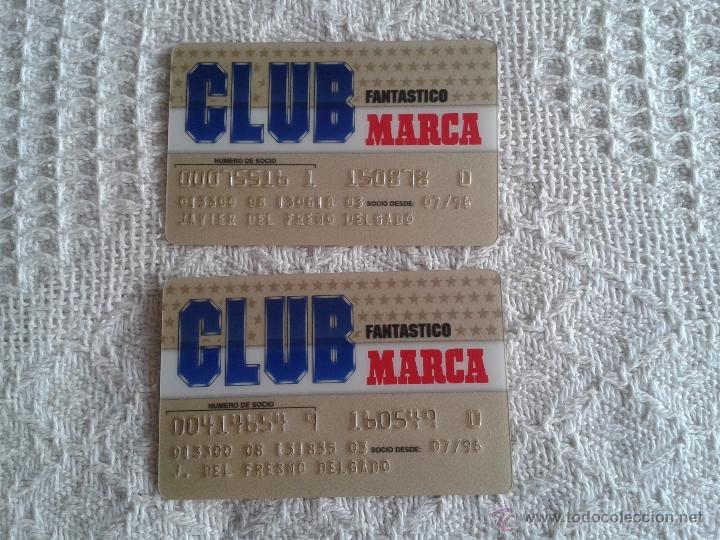 CLUB
FANTASTICO
MARCA
NUMERO DE SOCIO
00075516 1 150878 0
013300 08 130618 03 SOCIO DESDE: 07/96
JAVIER DEL FRENO DELGADO
CLUB
FANTASTICO
MARCA
NUMERO DE SOCIO
00414654 9 160549 0
013300 08 131835 03 SOCIO DESDE: 07/96
J. DEL FRESNO DELGADO
www.todocoleccion.net